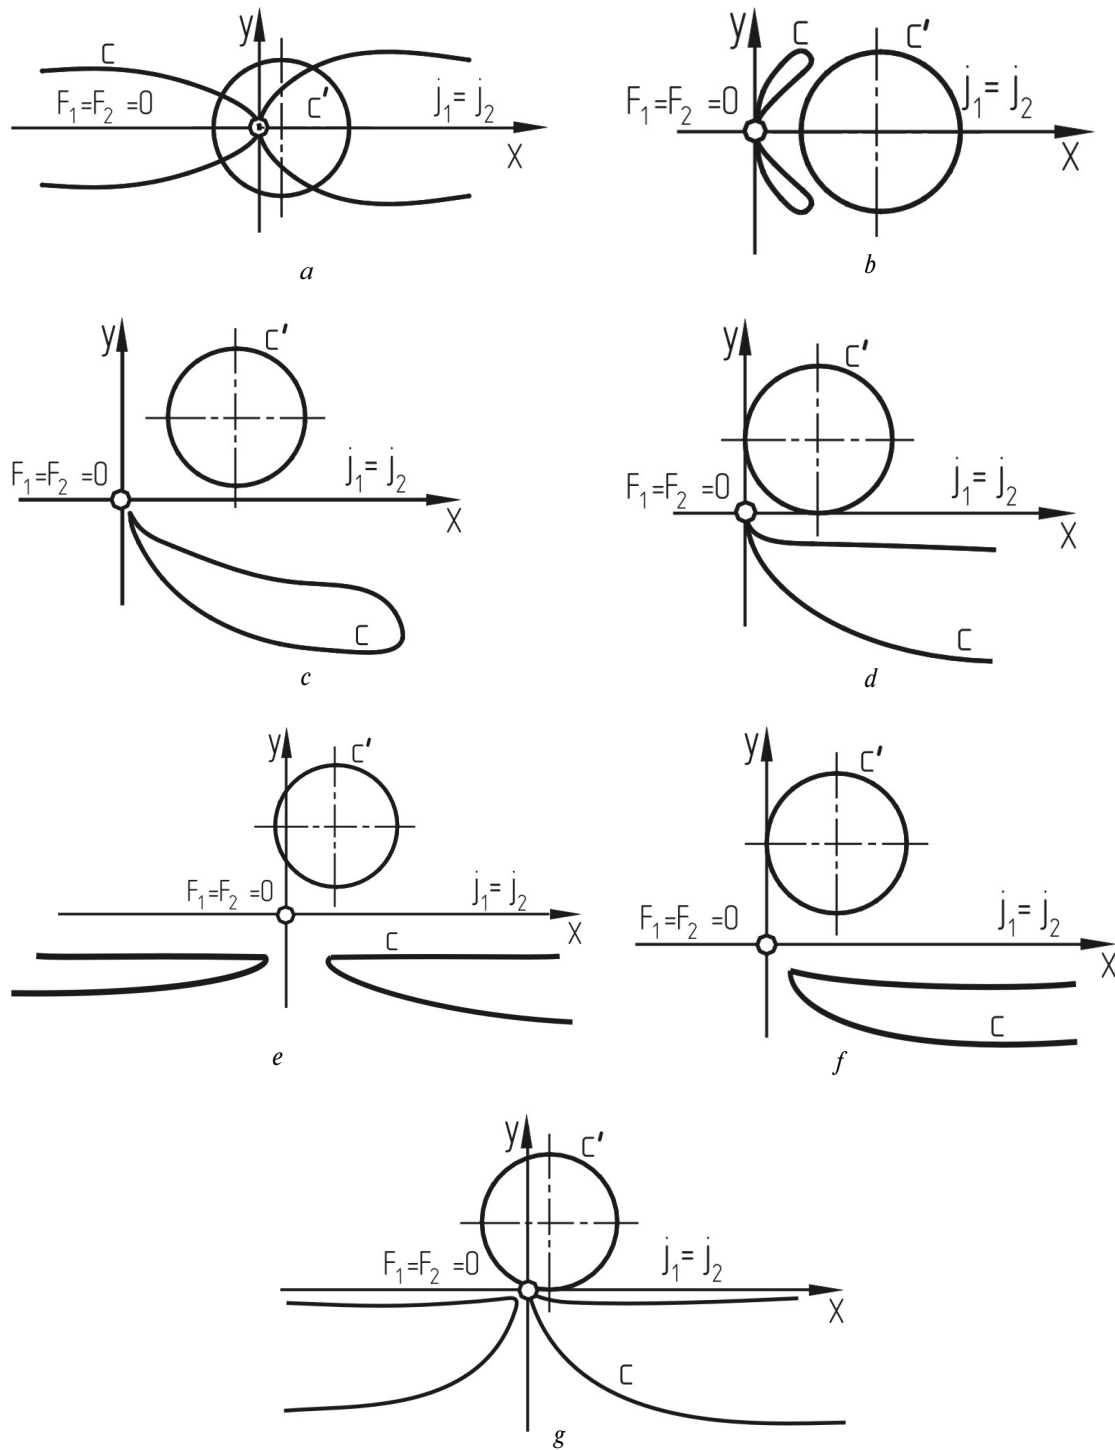 y
C
F₁=F₂ =0
C′
j₁= j₂
X
a
y
C
C′
F₁=F₂ =0
j₁= j₂
X
b
y
C′
F₁=F₂ =0
j₁= j₂
X
C
c
y
C′
F₁=F₂ =0
j₁= j₂
X
C
d
y
C′
F₁=F₂ =0
j₁= j₂
X
C
e
y
C′
F₁=F₂ =0
j₁= j₂
X
C
f
y
C′
F₁=F₂ =0
j₁= j₂
X
C
g